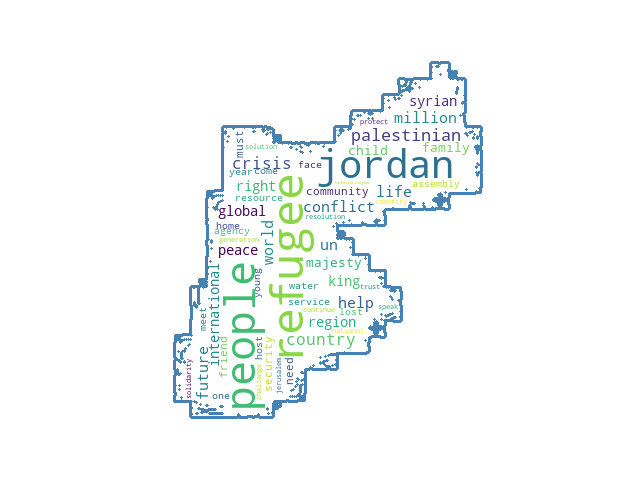 syrian
million
protect
palestinian
must
solution
child
family
crisis
face
jordan
year
come
right
community
life
assembly
resource
identity
global
conflict
resolution
home
agency
world
refugee
un
generation
peace
majesty
people
international
young
water
king
trust
service
help
continue
lost
speak
meet
region
national
friend
host
country
future
security
need
solidarity
challenge
jerusalem
one